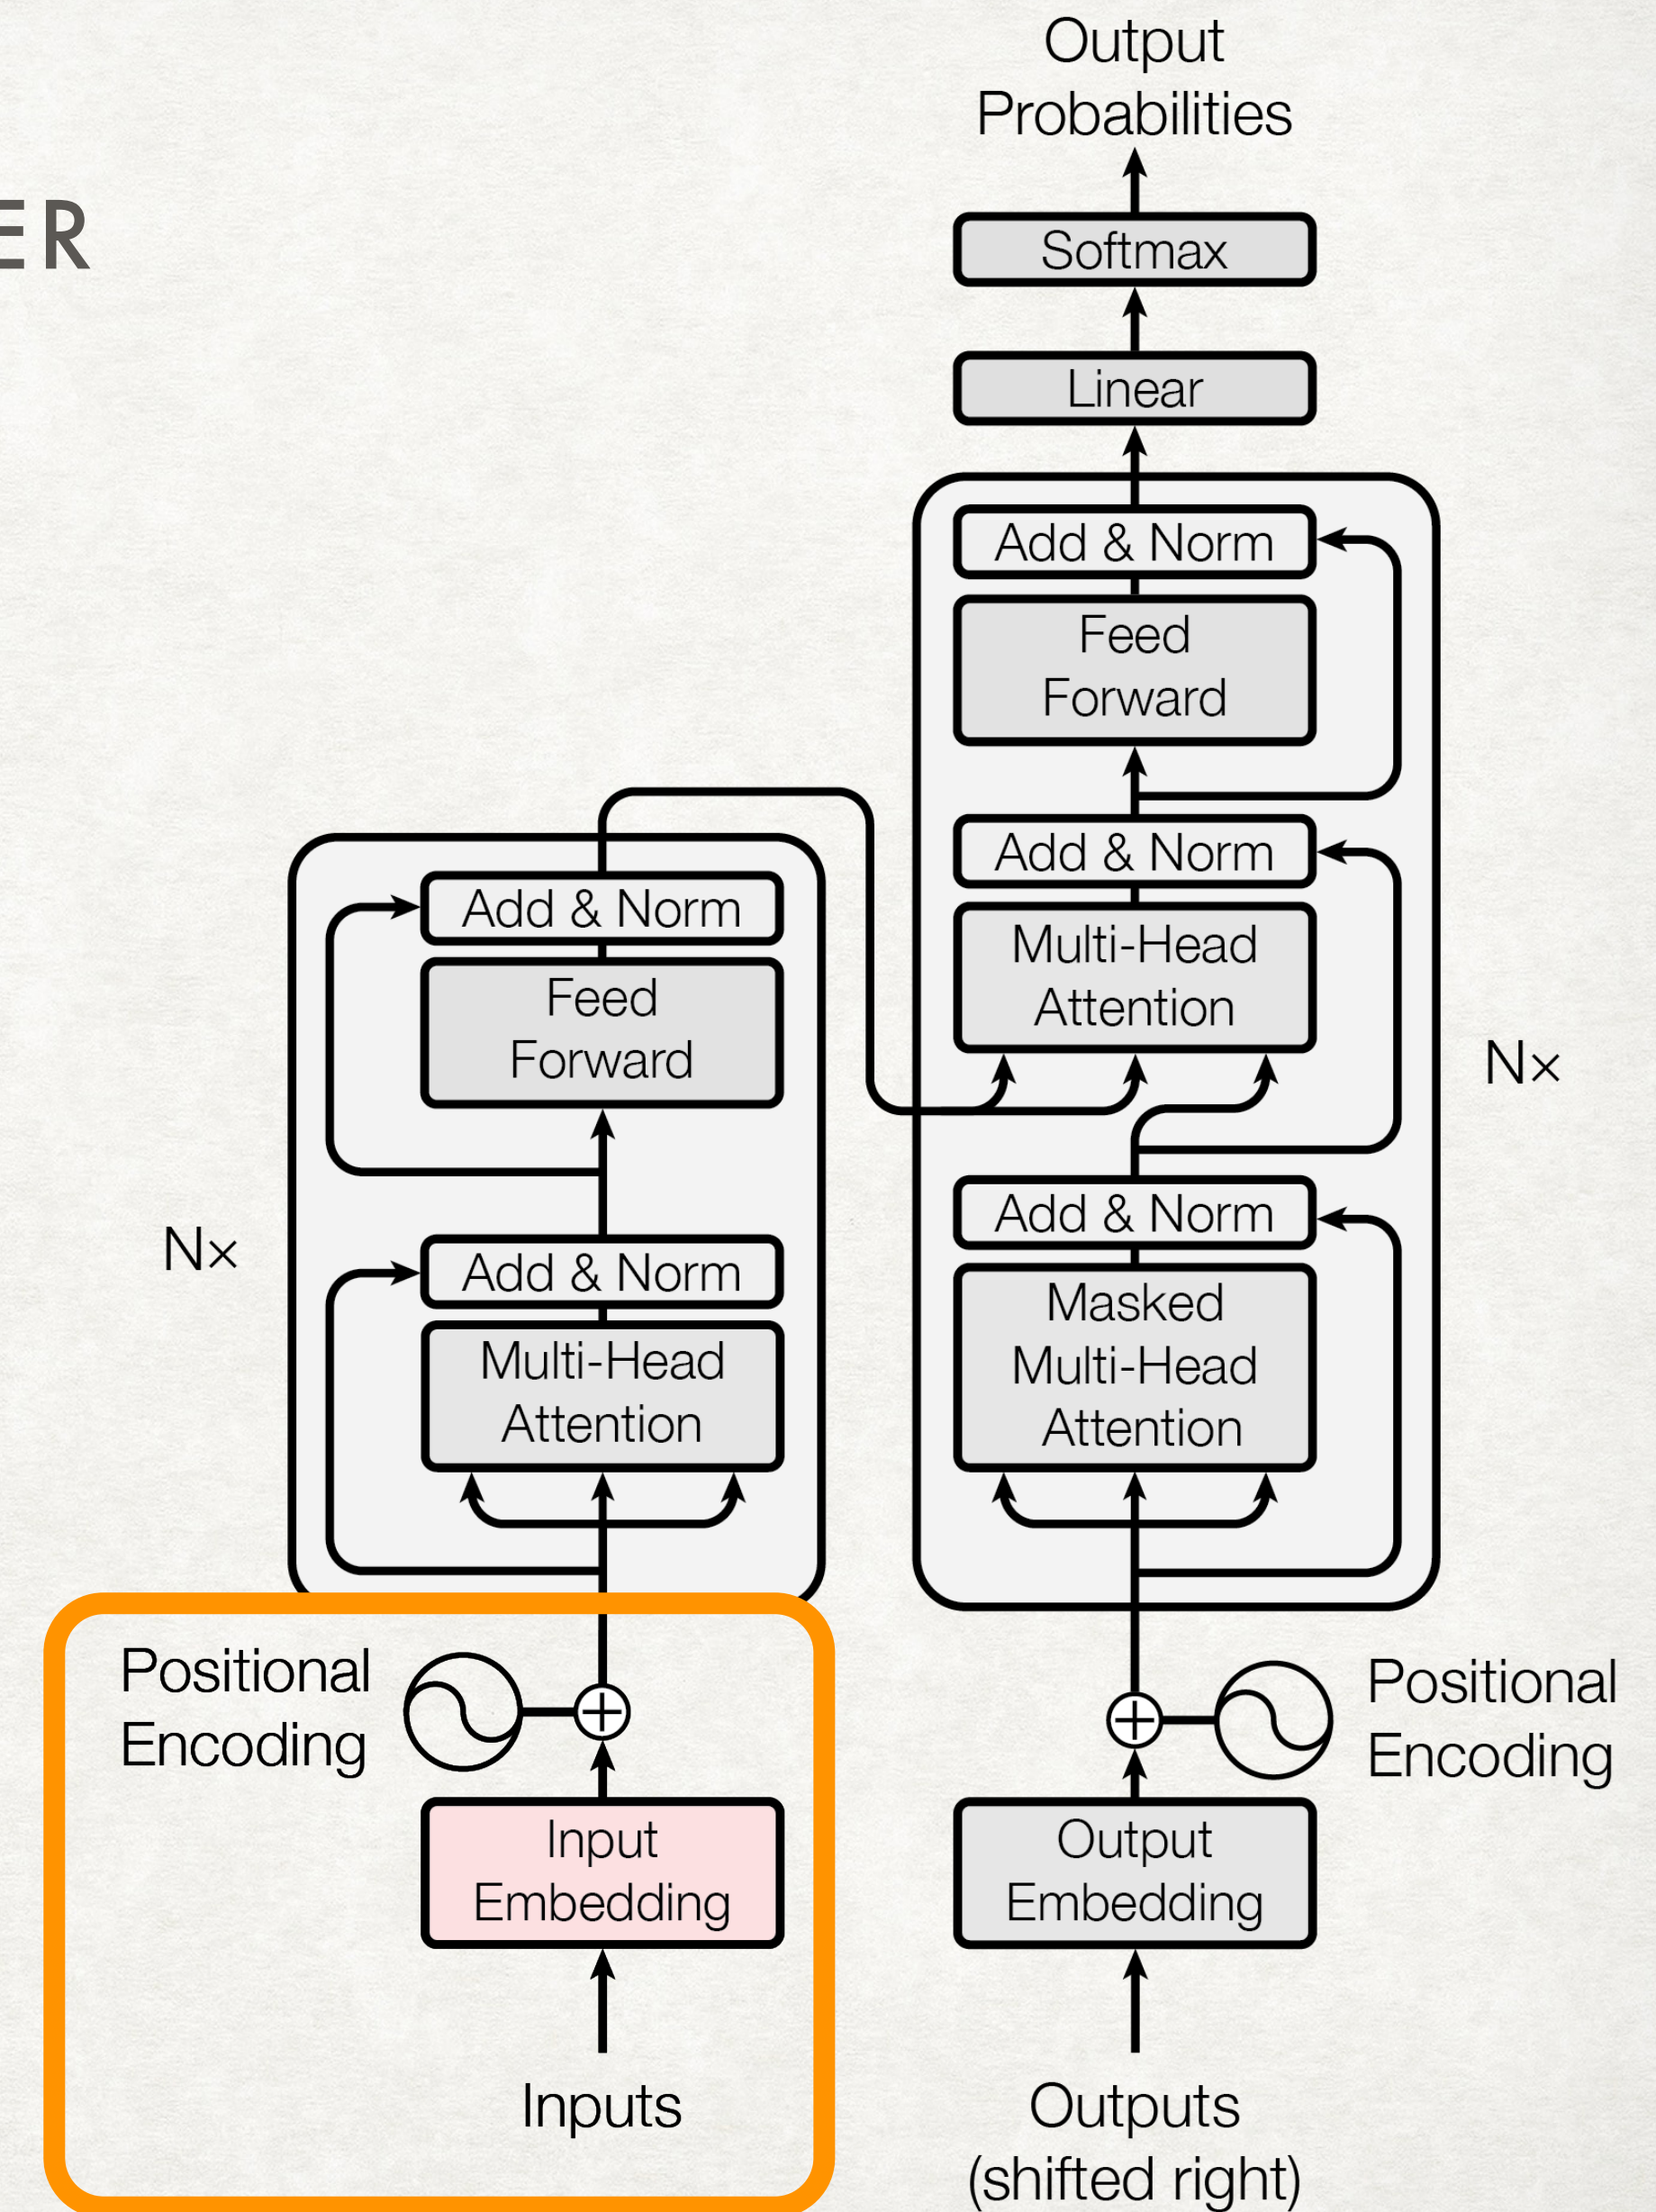 ER
Output
Probabilities
Softmax
Linear
Add & Norm
Feed
Forward
Add & Norm
Multi-Head
Attention
Nx
Add & Norm
Masked
Multi-Head
Attention
Add & Norm
Feed
Forward
Nx
Add & Norm
Multi-Head
Attention
Positional
Encoding
Input
Embedding
Inputs
Positional
Encoding
Output
Embedding
Outputs
(shifted right)